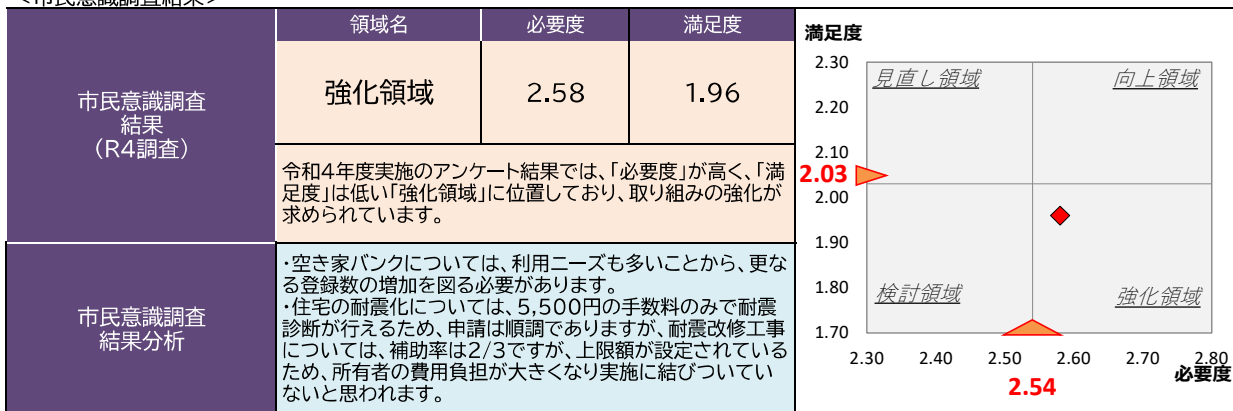 <市民意識調査結果>
市民意識調査
結果
(R4調査)
領域名
必要度
満足度
強化領域
2.58
1.96
令和4年度実施のアンケート結果では、「必要度」が高く、「満
足度」は低い「強化領域」に位置しており、取り組みの強化が
求められています。
市民意識調査
結果分析
・空き家バンクについては、利用ニーズも多いことから、更な
る登録数の増加を図る必要があります。
・住宅の耐震化については、5,500円の手数料のみで耐震
診断が行えるため、申請は順調でありますが、耐震改修工事
については、補助率は2/3ですが、上限額が設定されている
ため、所有者の費用負担が大きくなり実施に結びついてい
ないと思われます。
満足度
2.30
2.20
2.10
2.03
2.00
1.90
1.80
1.70
見直し領域
向上領域
検討領域
強化領域
2.30
2.40
2.50
2.60
2.70
2.80
必要度
2.54